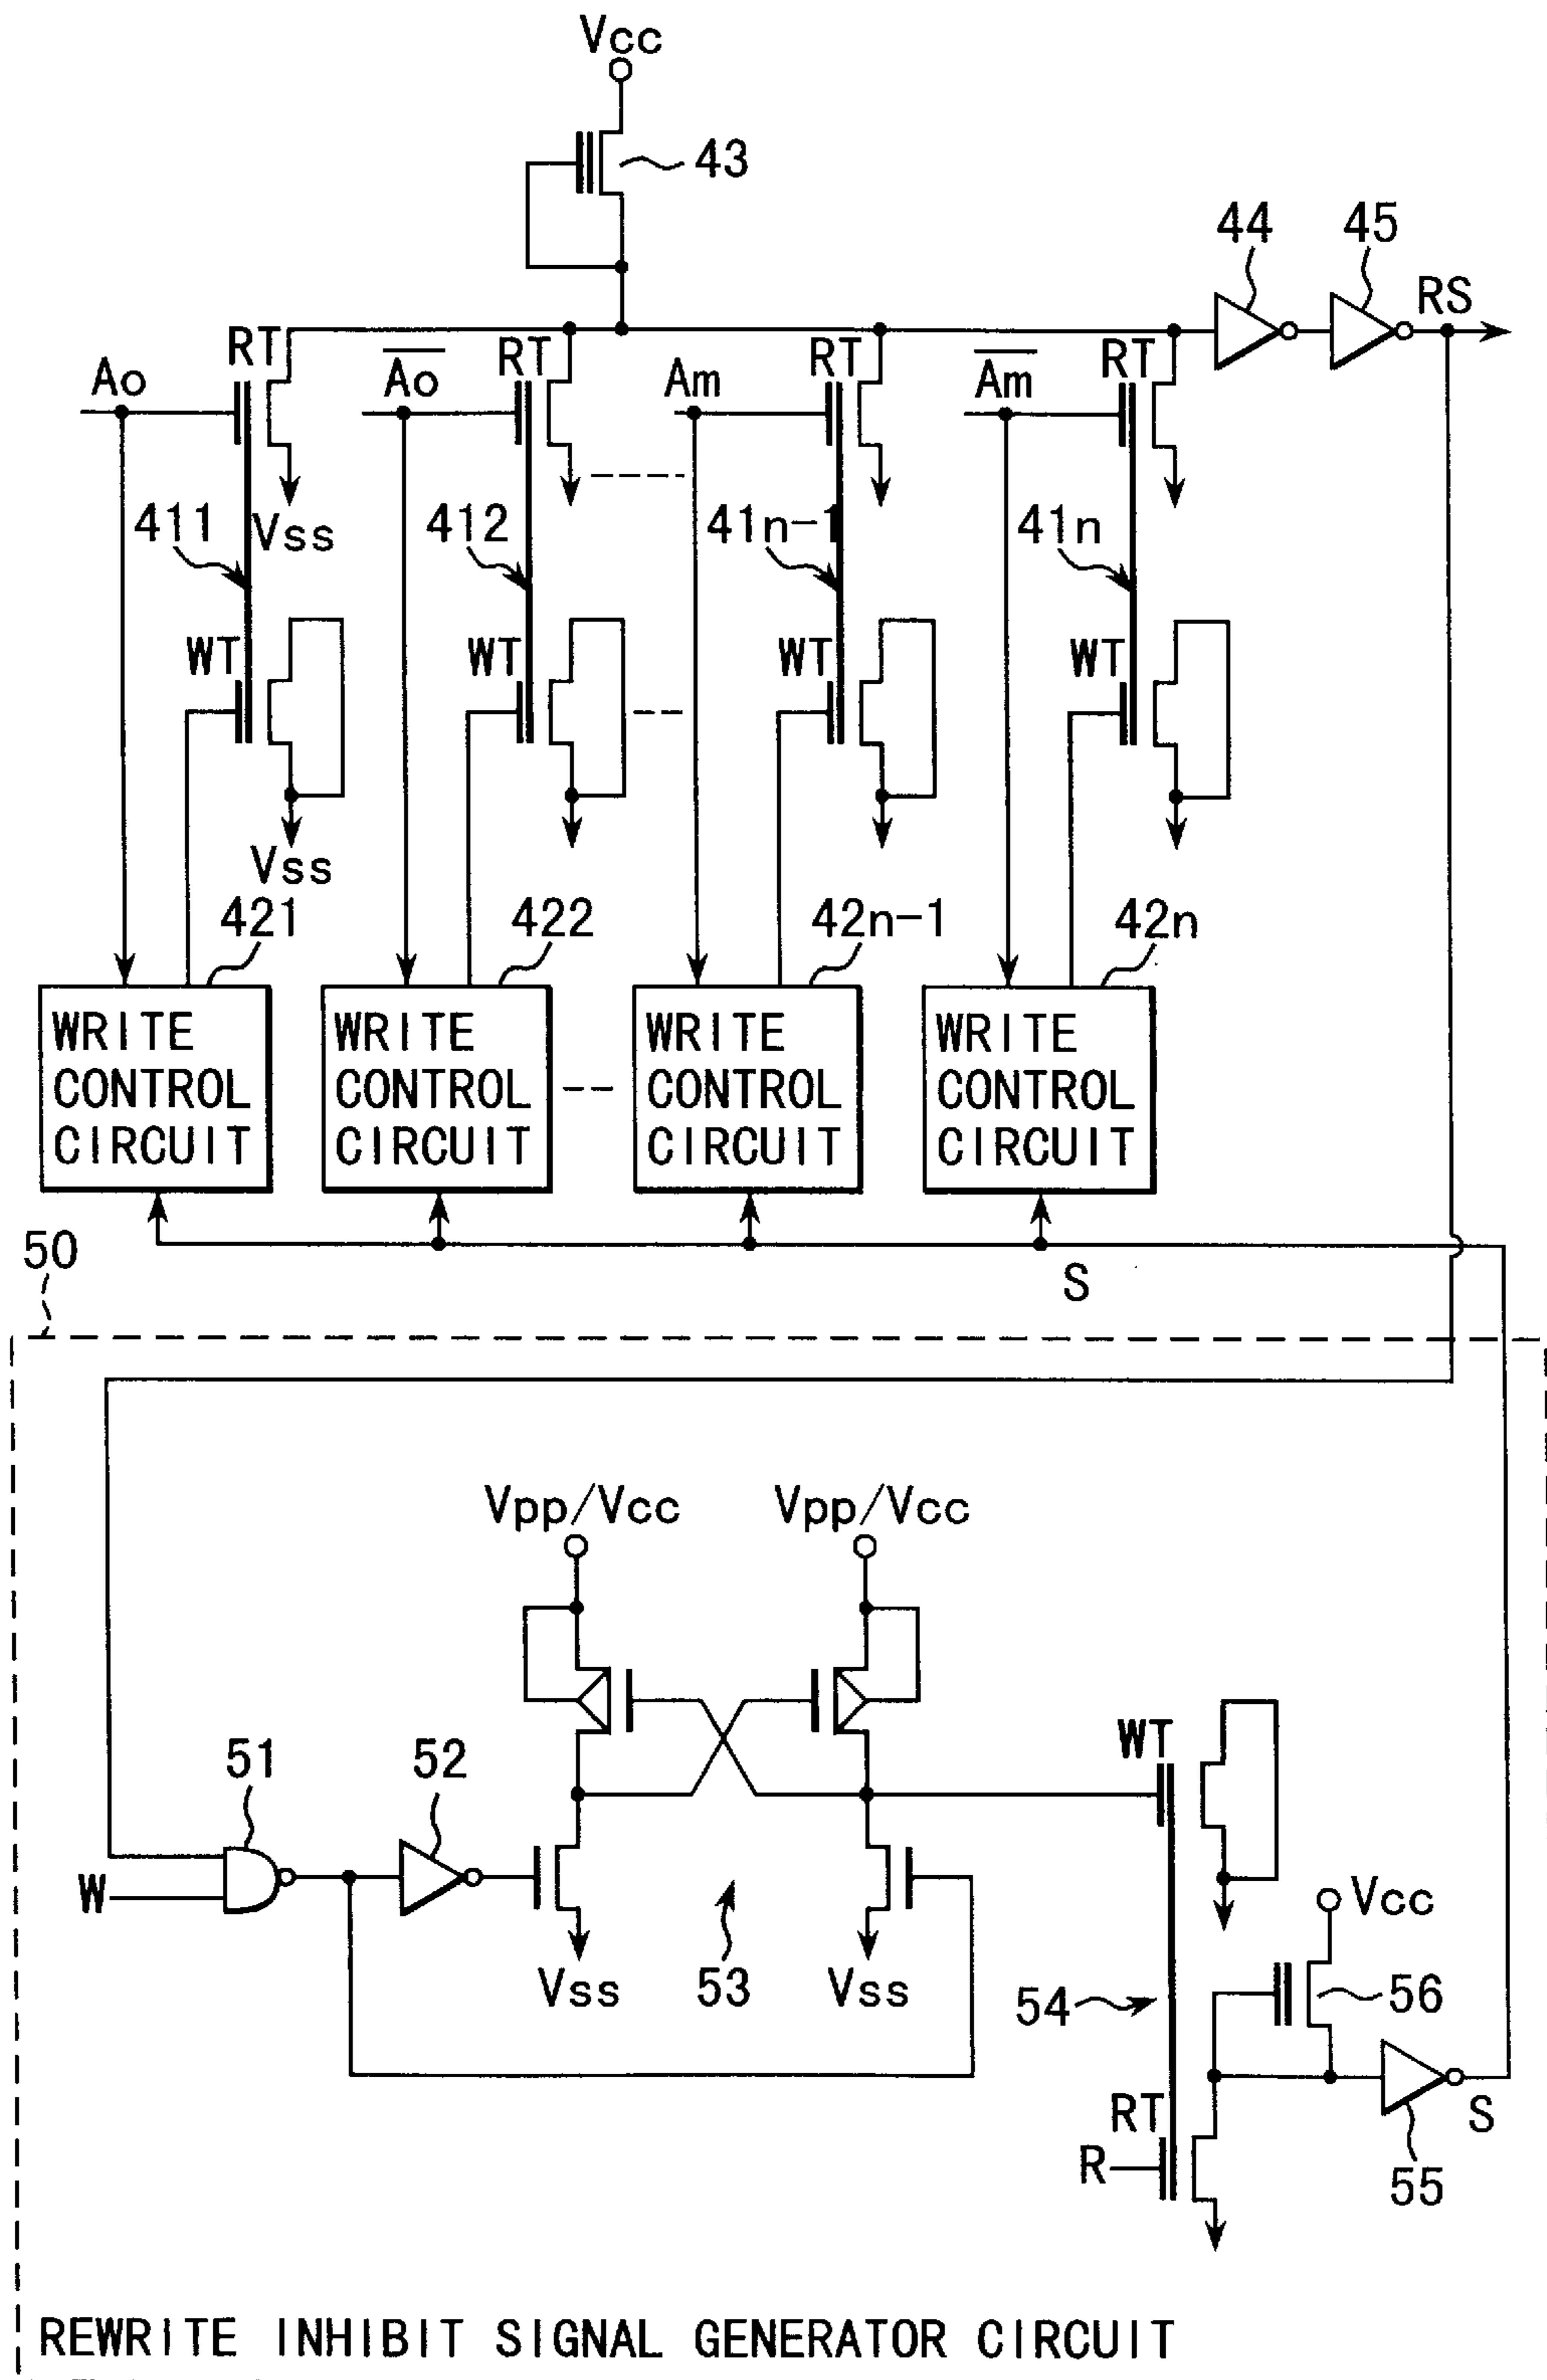 Vcc
43
44
45
RS
RT
RT
RT
RT
Ao
A̅o̅
Am
A̅m̅
411
Vss
412
41n-1
41n
WT
WT
WT
WT
Vss
421
422
42n-1
42n
WRITE CONTROL CIRCUIT
WRITE CONTROL CIRCUIT
WRITE CONTROL CIRCUIT
WRITE CONTROL CIRCUIT
50
S
Vpp/Vcc
Vpp/Vcc
WT
51
52
W
Vcc
Vss
53
Vss
54
56
RT
S
R
55
REWRITE INHIBIT SIGNAL GENERATOR CIRCUIT